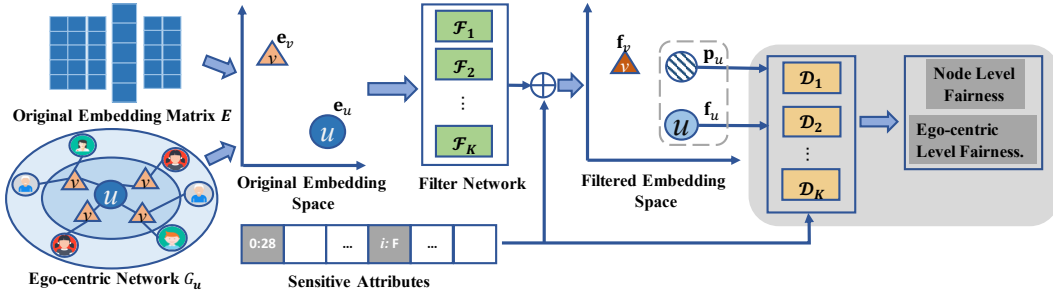 Original Embedding Matrix E
u
v
v
v
v
Ego-centric Network G_u
e_v
v
e_u
u
Original Embedding
Space
F_1
F_2
⋮
F_K
Filter Network
0:28
...
i: F
...
Sensitive Attributes
f_v
v
p_u
f_u
u
Filtered Embedding
Space
D_1
D_2
⋮
D_K
Node Level
Fairness
Ego-centric
Level Fairness.